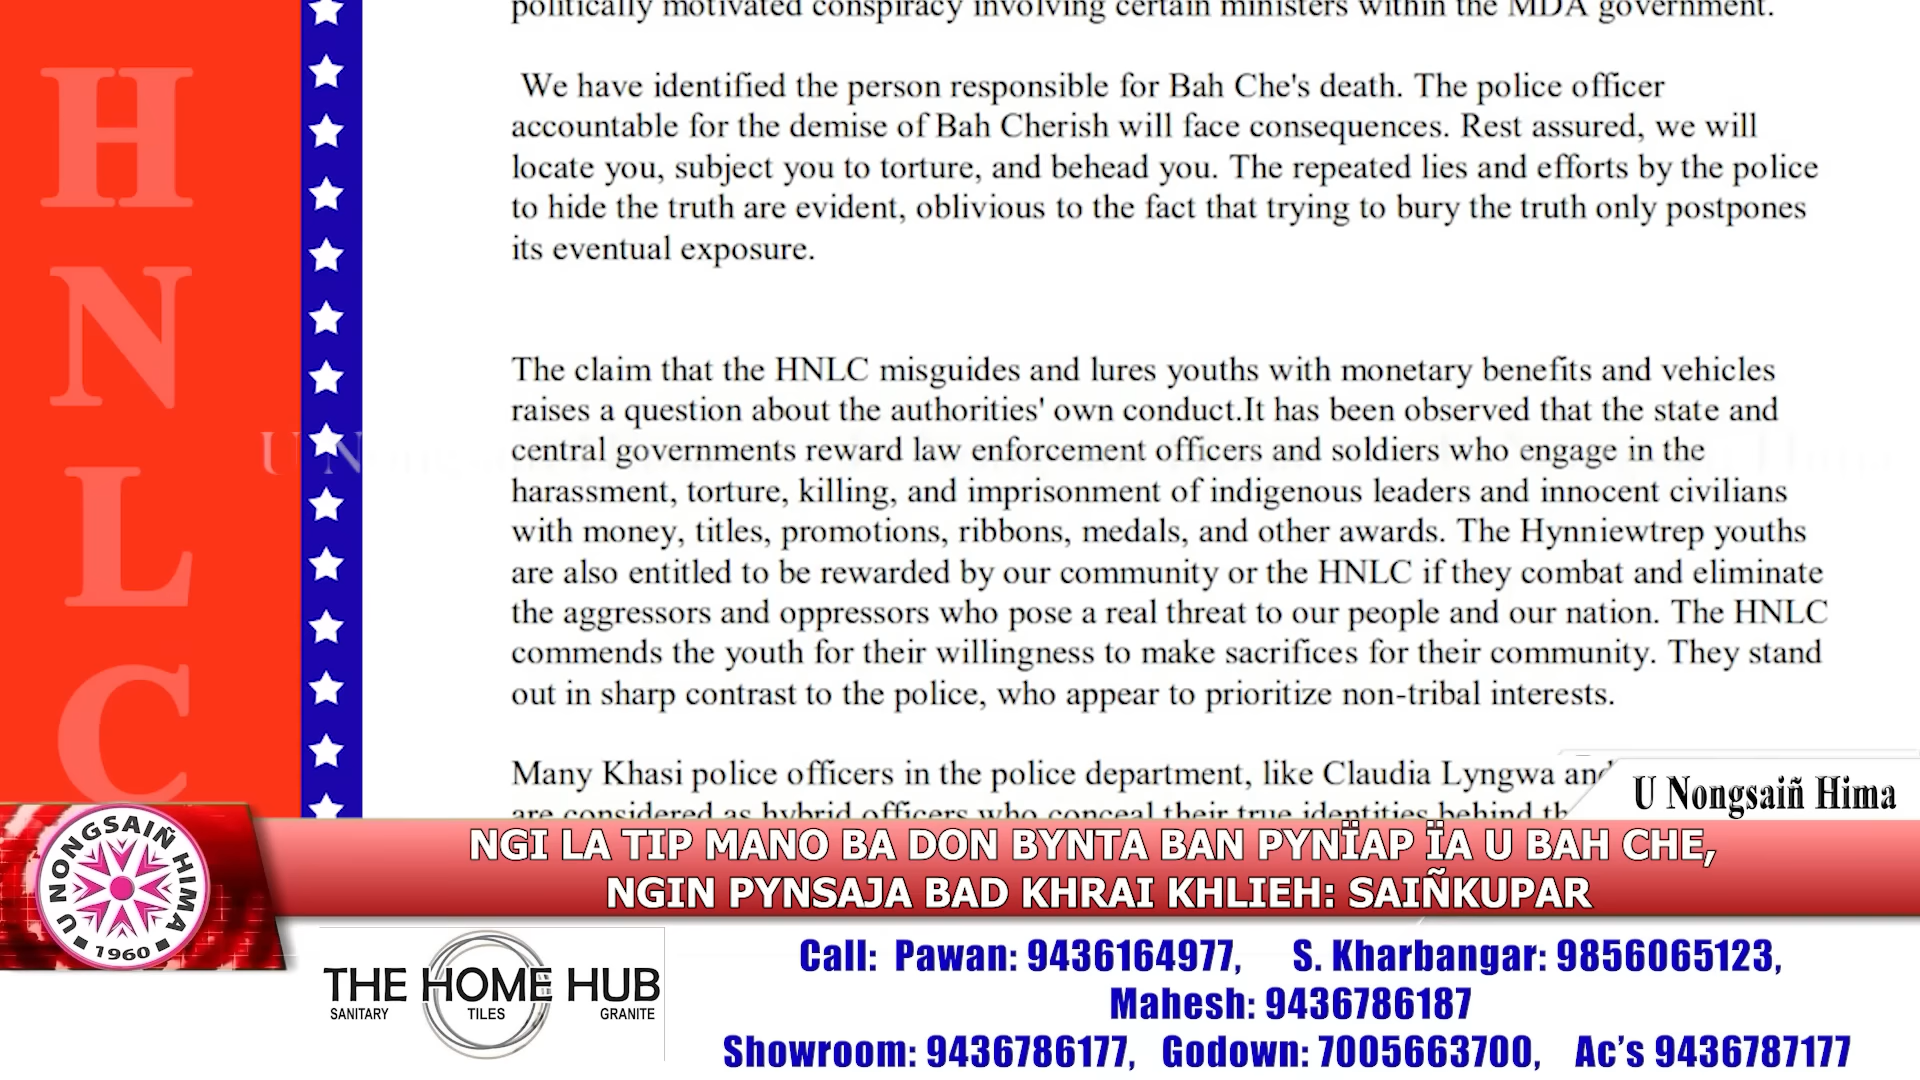 politically motivated conspiracy involving certain ministers within the MDA government.
We have identified the person responsible for Bah Che's death. The police officer
accountable for the demise of Bah Cherish will face consequences. Rest assured, we will
locate you, subject you to torture, and behead you. The repeated lies and efforts by the police
to hide the truth are evident, oblivious to the fact that trying to bury the truth only postpones
its eventual exposure.
The claim that the HNLC misguides and lures youths with monetary benefits and vehicles
raises a question about the authorities' own conduct.It has been observed that the state and
central governments reward law enforcement officers and soldiers who engage in the
harassment, torture, killing, and imprisonment of indigenous leaders and innocent civilians
with money, titles, promotions, ribbons, medals, and other awards. The Hynniewtrep youths
are also entitled to be rewarded by our community or the HNLC if they combat and eliminate
the aggressors and oppressors who pose a real threat to our people and our nation. The HNLC
commends the youth for their willingness to make sacrifices for their community. They stand
out in sharp contrast to the police, who appear to prioritize non-tribal interests.
Many Khasi police officers in the police department, like Claudia Lyngwa and
are considered as hybrid officers who conceal their true identities behind th
H
N
L
C
U Nongsaiñ Hima
U NONGSAIÑ HIMA
1960
NGI LA TIP MANO BA DON BYNTA BAN PYNÏAP ÏA U BAH CHE,
NGIN PYNSAJA BAD KHRAI KHLIEH: SAIÑKUPAR
THE HOME HUB
SANITARY TILES GRANITE
Call: Pawan: 9436164977, S. Kharbangar: 9856065123,
Mahesh: 9436786187
Showroom: 9436786177, Godown: 7005663700, Ac's 9436787177